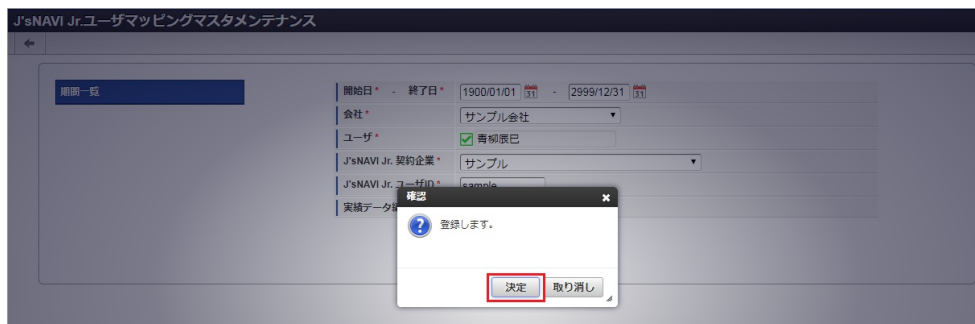 J'sNAVI Jr.ユーザマッピングマスタメンテナンス
期間一覧
開始日* - 終了日* 1900/01/01 31 - 2999/12/31 31
会社* サンプル会社
ユーザ* 青柳辰巳
J'sNAVI Jr. 契約企業* サンプル
J'sNAVI Jr. ユーザID* sample
実績データ
確認
登録します。
決定 取り消し